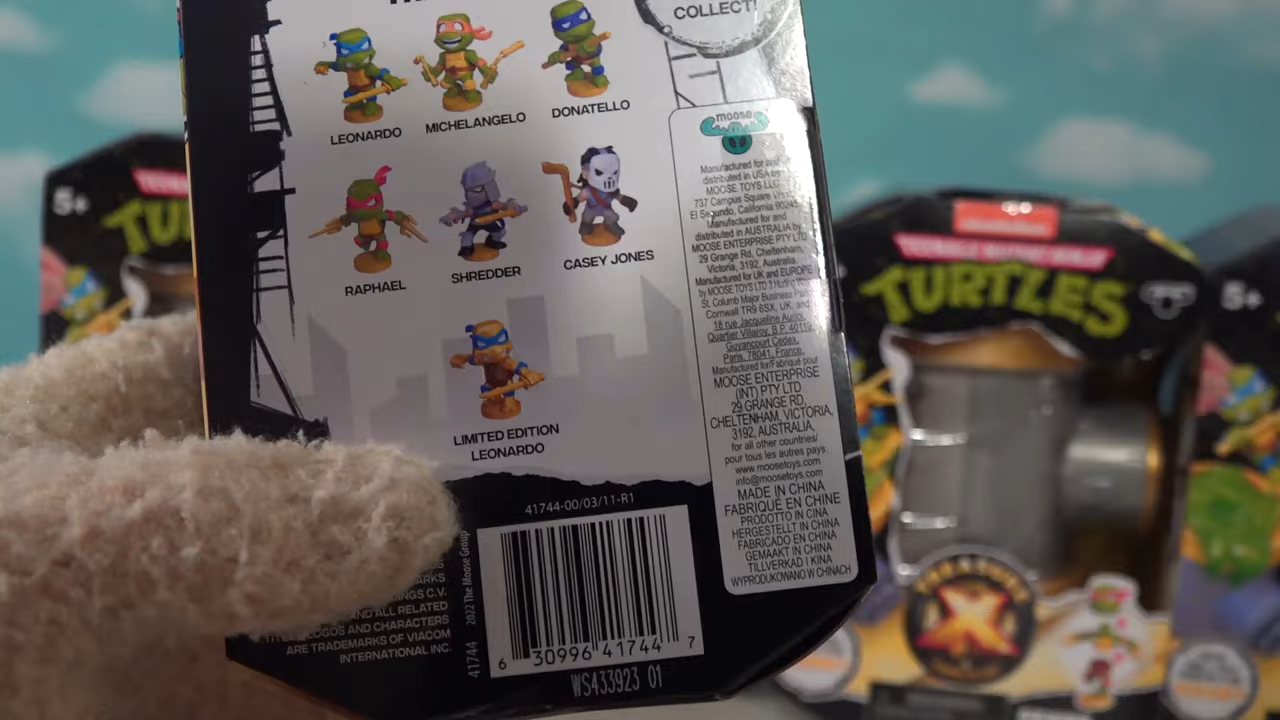 COLLECT!
LEONARDO
MICHELANGELO
DONATELLO
RAPHAEL
SHREDDER
CASEY JONES
LIMITED EDITION
LEONARDO
moose
Manufactured for and
distributed in USA by
MOOSE TOYS LLC
737 Campus Square
El Segundo, California 90245
Manufactured for and
distributed in AUSTRALIA by
MOOSE ENTERPRISE PTY LTD
29 Grange Rd, Cheltenham,
Victoria, 3192, Australia.
Manufactured for UK and EUROPE
by MOOSE TOYS LTD 3
St. Columb Major Business
Cornwall TR9 6SX, UK, and
18 rue Jacqueline Auriol,
Quartier Villaroy, B.P.
Guyancourt Cedex,
Paris, 78041, France.
Manufactured for/Fabriqué pour
MOOSE ENTERPRISE
(INT) PTY LTD
29 GRANGE RD,
CHELTENHAM, VICTORIA,
3192, AUSTRALIA,
for all other countries/
pour tous les autres pays.
www.moosetoys.com
info@moosetoys.com
MADE IN CHINA
FABRIQUÉ EN CHINE
PRODOTTO IN CINA
HERGESTELLT IN CHINA
FABRICADO EN CHINA
GEMAAKT IN CHINA
TILLVERKAD I KINA
WYPRODUKOWANO W CHINACH
41744-00/03/11-R1
2022 The Moose Group
41744
6 30996 41744 7
WS433923 01
ARKS
INGS C.V.
AND ALL RELATED
LOGOS AND CHARACTERS
ARE TRADEMARKS OF VIACOM
INTERNATIONAL INC.
5+
TUR
TURTLES
X
5+